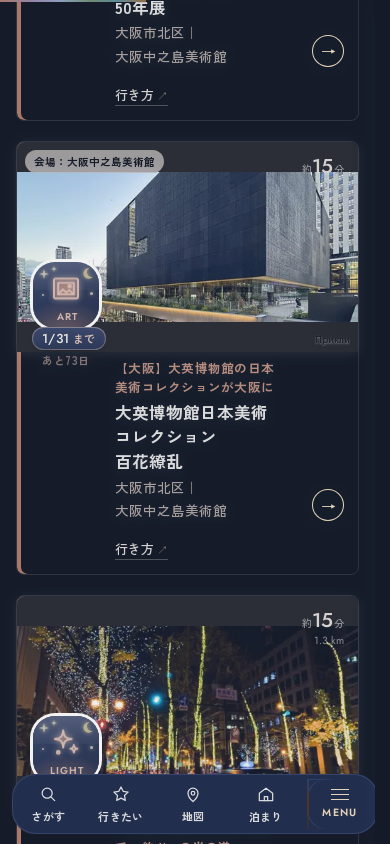 50年展
大阪市北区｜
大阪中之島美術館
行き方 ↗
会場：大阪中之島美術館
約15分
ART
1/31 まで
あと73日
【大阪】大英博物館の日本
美術コレクションが大阪に
大英博物館日本美術
コレクション
百花繚乱
大阪市北区｜
大阪中之島美術館
行き方 ↗
約15分
1.3 km
LIGHT
さがす
行きたい
地図
泊まり
MENU